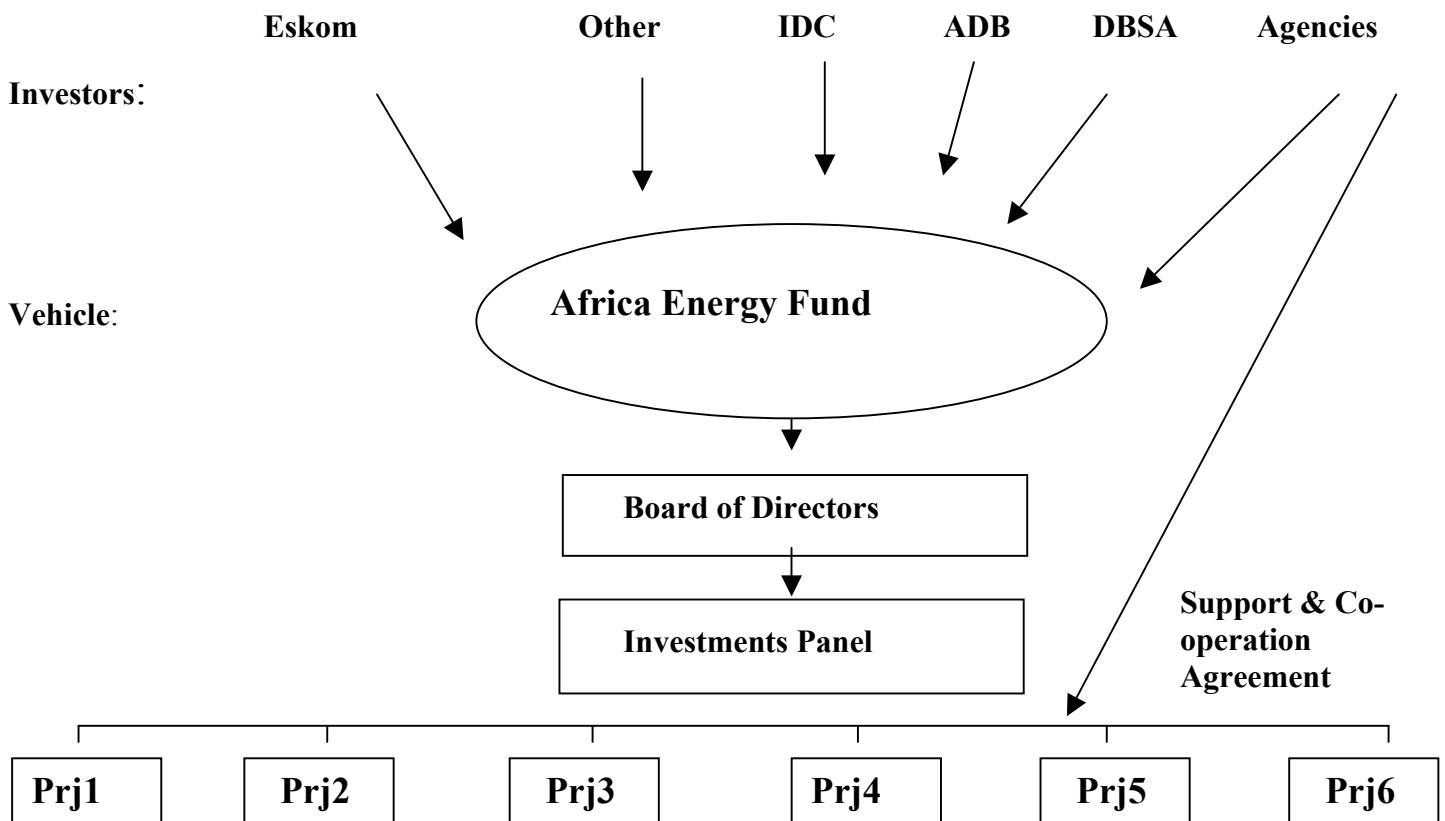 Eskom Other IDC ADB DBSA Agencies
Investors:
Africa Energy Fund
Vehicle:
Board of Directors
Investments Panel
Support & Co-
operation
Agreement
Prj1 Prj2 Prj3 Prj4 Prj5 Prj6